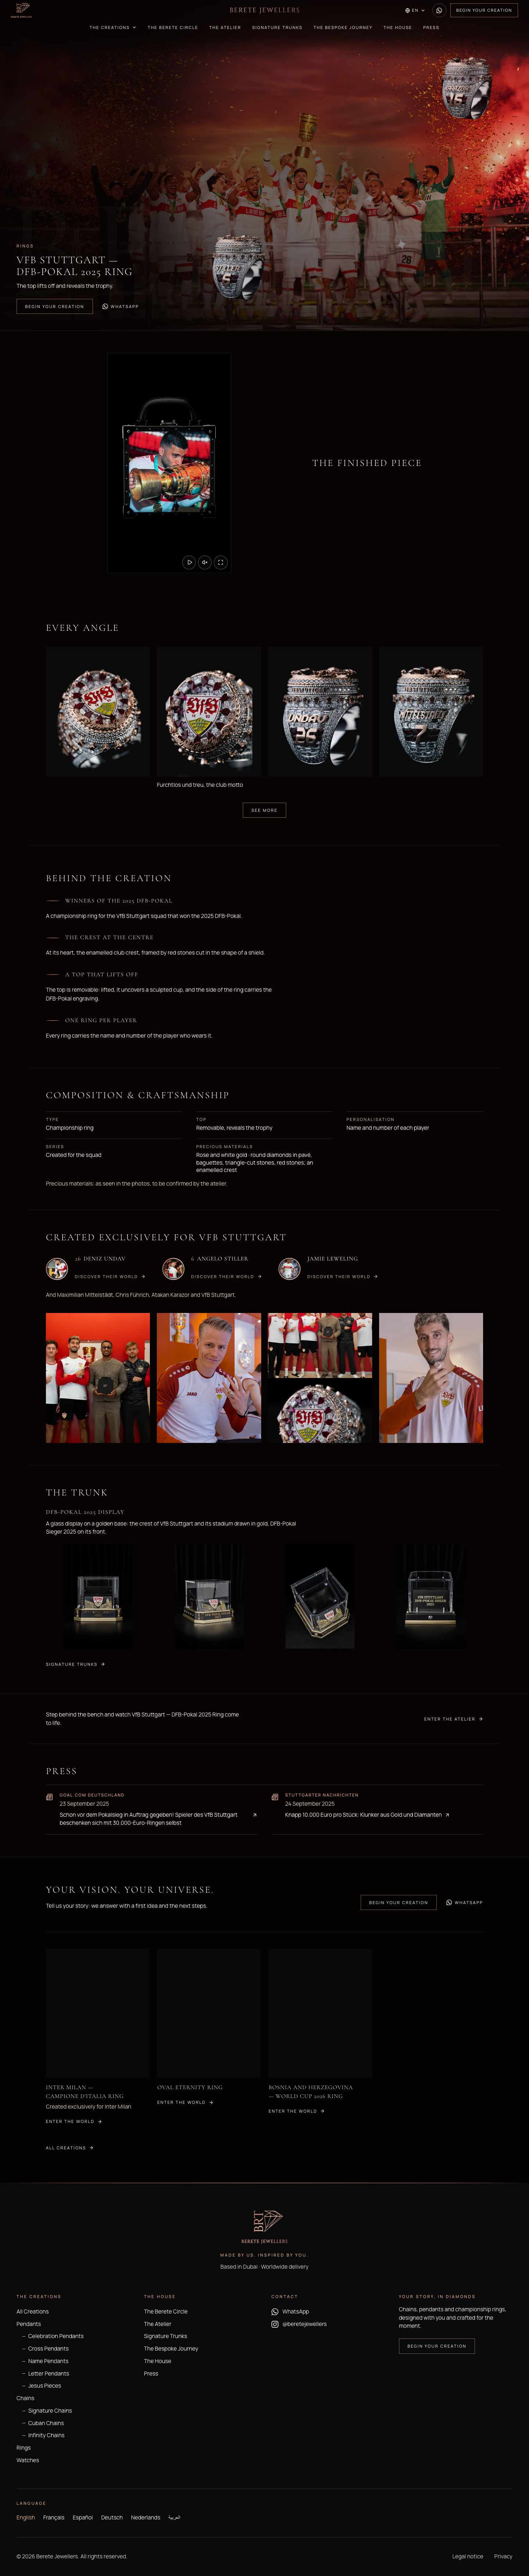 BERETE JEWELLERS
EN
BEGIN YOUR CREATION
THE CREATIONS
THE BERETE CIRCLE
THE ATELIER
SIGNATURE TRUNKS
THE BESPOKE JOURNEY
THE HOUSE
PRESS
RINGS
VFB STUTTGART —
DFB-POKAL 2025 RING
The top lifts off and reveals the trophy.
BEGIN YOUR CREATION
WHATSAPP
THE FINISHED PIECE
EVERY ANGLE
Furchtlos und treu, the club motto
SEE MORE
BEHIND THE CREATION
WINNERS OF THE 2025 DFB-POKAL
A championship ring for the VfB Stuttgart squad that won the 2025 DFB-Pokal.
THE CREST AT THE CENTRE
At its heart, the enamelled club crest, framed by red stones cut in the shape of a shield.
A TOP THAT LIFTS OFF
The top is removable: lifted, it uncovers a sculpted cup, and the side of the ring carries the
DFB-Pokal engraving.
ONE RING PER PLAYER
Every ring carries the name and number of the player who wears it.
COMPOSITION & CRAFTSMANSHIP
TYPE
Championship ring
TOP
Removable, reveals the trophy
PERSONALISATION
Name and number of each player
SERIES
Created for the squad
PRECIOUS MATERIALS
Rose and white gold · round diamonds in pavé,
baguettes, triangle-cut stones, red stones; an
enamelled crest
Precious materials: as seen in the photos, to be confirmed by the atelier.
CREATED EXCLUSIVELY FOR VFB STUTTGART
26 DENIZ UNDAV
DISCOVER THEIR WORLD
6 ANGELO STILLER
DISCOVER THEIR WORLD
JAMIE LEWELING
DISCOVER THEIR WORLD
And Maximilian Mittelstädt, Chris Führich, Atakan Karazor and VfB Stuttgart.
THE TRUNK
DFB-POKAL 2025 DISPLAY
A glass display on a golden base: the crest of VfB Stuttgart and its stadium drawn in gold, DFB-Pokal
Sieger 2025 on its front.
SIGNATURE TRUNKS
Step behind the bench and watch VfB Stuttgart — DFB-Pokal 2025 Ring come
to life.
ENTER THE ATELIER
PRESS
GOAL.COM DEUTSCHLAND
23 September 2025
Schon vor dem Pokalsieg in Auftrag gegeben! Spieler des VfB Stuttgart
beschenken sich mit 30.000-Euro-Ringen selbst
STUTTGARTER NACHRICHTEN
24 September 2025
Knapp 10.000 Euro pro Stück: Klunker aus Gold und Diamanten
YOUR VISION. YOUR UNIVERSE.
Tell us your story: we answer with a first idea and the next steps.
BEGIN YOUR CREATION
WHATSAPP
INTER MILAN —
CAMPIONE D'ITALIA RING
Created exclusively for Inter Milan
ENTER THE WORLD
OVAL ETERNITY RING
ENTER THE WORLD
BOSNIA AND HERZEGOVINA
— WORLD CUP 2026 RING
ENTER THE WORLD
ALL CREATIONS
BRT
BERETE JEWELLERS
MADE BY US. INSPIRED BY YOU.
Based in Dubai · Worldwide delivery
THE CREATIONS
All Creations
Pendants
— Celebration Pendants
— Cross Pendants
— Name Pendants
— Letter Pendants
— Jesus Pieces
Chains
— Signature Chains
— Cuban Chains
— Infinity Chains
Rings
Watches
THE HOUSE
The Berete Circle
The Atelier
Signature Trunks
The Bespoke Journey
The House
Press
CONTACT
WhatsApp
@beretejewellers
YOUR STORY, IN DIAMONDS
Chains, pendants and championship rings,
designed with you and crafted for the
moment.
BEGIN YOUR CREATION
LANGUAGE
English
Français
Español
Deutsch
Nederlands
العربية
© 2026 Berete Jewellers. All rights reserved.
Legal notice
Privacy